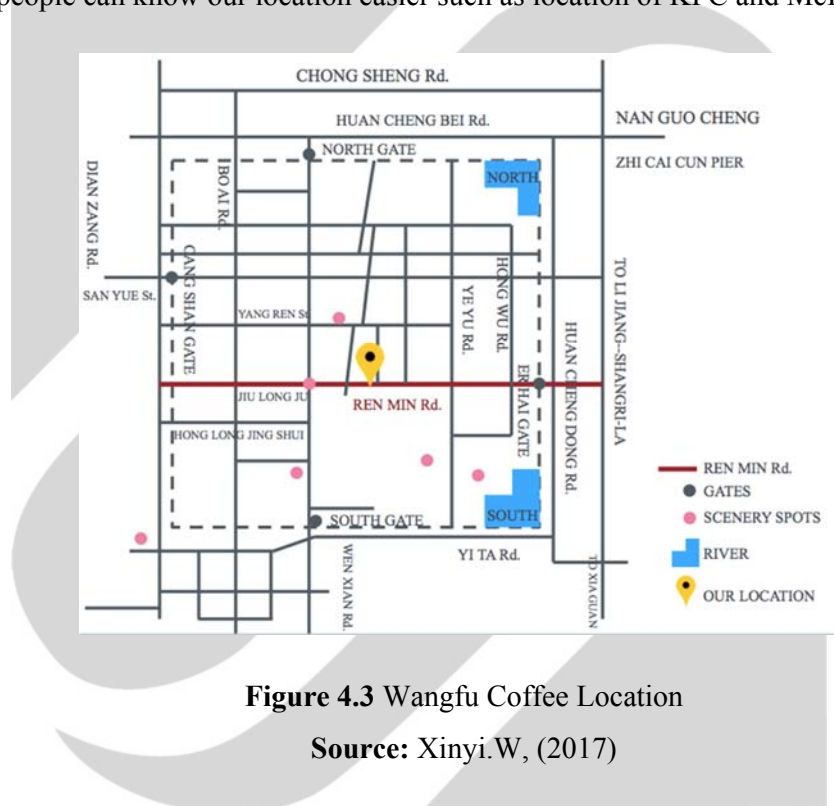 people can know our location easier such as location of KFC and
CHONG SHENG Rd.
HUAN CHENG BEI Rd.
NAN GUO CHENG
NORTH GATE
ZHI CAI CUN PIER
DIAN ZANG Rd.
BO AI Rd.
NORTH
CANG SHAN GATE
SAN YUE St.
YANG REN St
YE YU Rd.
HONG WU Rd.
TO LI JIANG--SHANGRI-LA
HUAN CHENG DONG Rd.
ER HAI GATE
JIU LONG JU
REN MIN Rd.
HONG LONG JING SHUI
SOUTH GATE
SOUTH
WEN XIAN Rd.
YI TA Rd.
TO XIA GUAN
REN MIN Rd.
GATES
SCENERY SPOTS
RIVER
OUR LOCATION
Figure 4.3 Wangfu Coffee Location
Source: Xinyi.W, (2017)